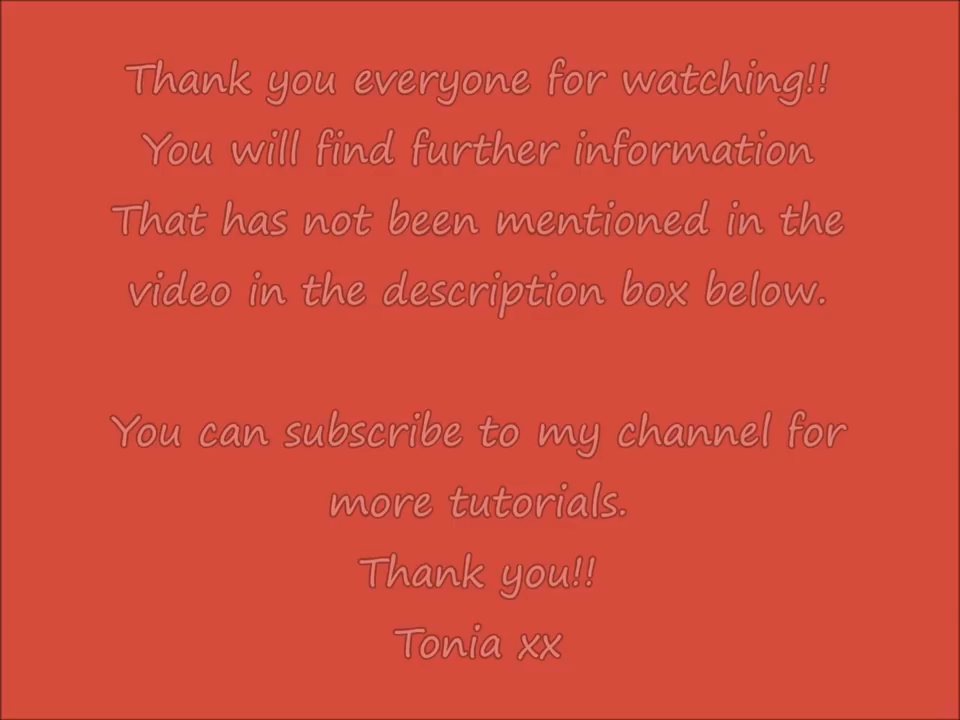 Thank you everyone for watching!!
You will find further information
That has not been mentioned in the
video in the description box below.
You can subscribe to my channel for
more tutorials.
Thank you!!
Tonia xx